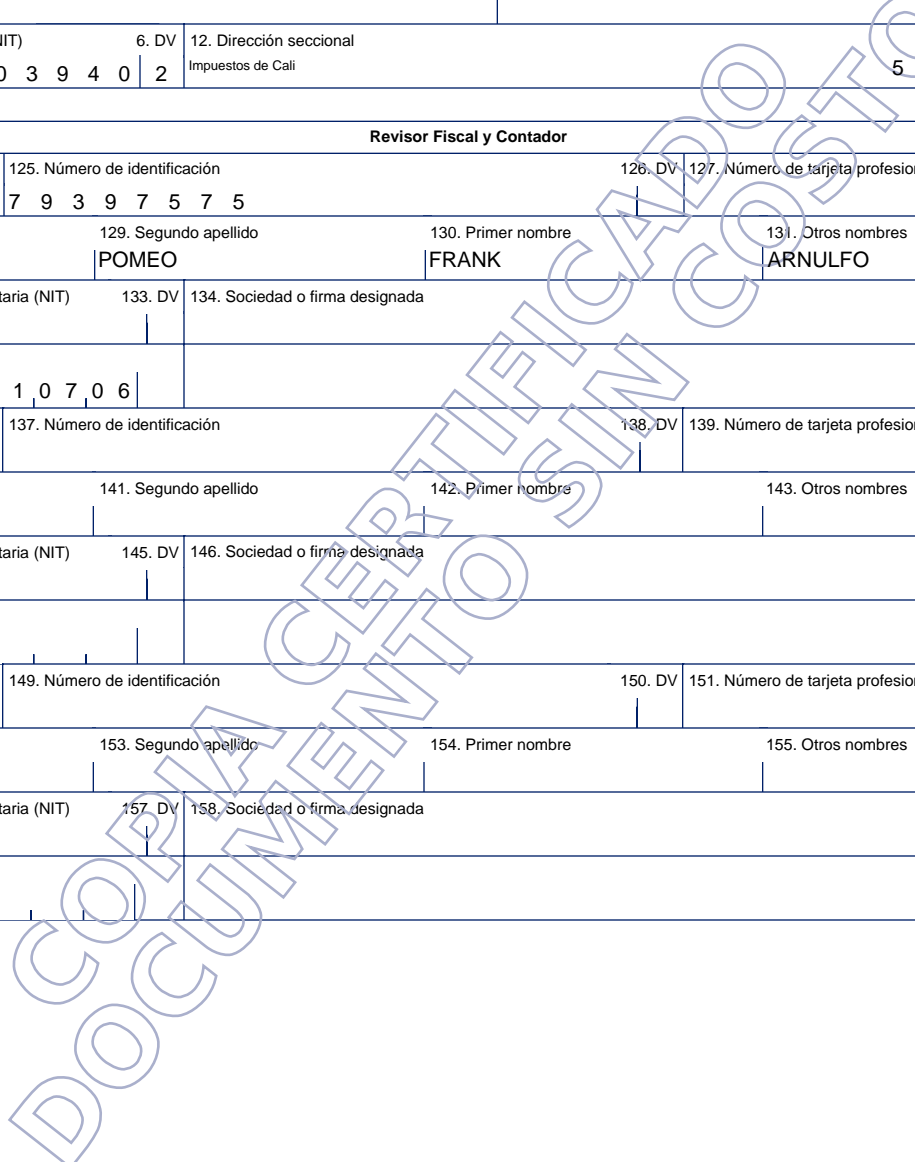 NIT) 6. DV 12. Dirección seccional
0 3 9 4 0 2 Impuestos de Cali 5
Revisor Fiscal y Contador
125. Número de identificación 126. DV 127. Número de tarjeta profesion
7 9 3 9 7 5 7 5
129. Segundo apellido 130. Primer nombre 131. Otros nombres
POMEO FRANK ARNULFO
taria (NIT) 133. DV 134. Sociedad o firma designada
1 0 7 0 6
137. Número de identificación 138. DV 139. Número de tarjeta profesion
141. Segundo apellido 142. Primer nombre 143. Otros nombres
taria (NIT) 145. DV 146. Sociedad o firma designada
149. Número de identificación 150. DV 151. Número de tarjeta profesion
153. Segundo apellido 154. Primer nombre 155. Otros nombres
taria (NIT) 157. DV 158. Sociedad o firma designada
COPIA CERTIFICADO
DOCUMENTO SIN COSTO